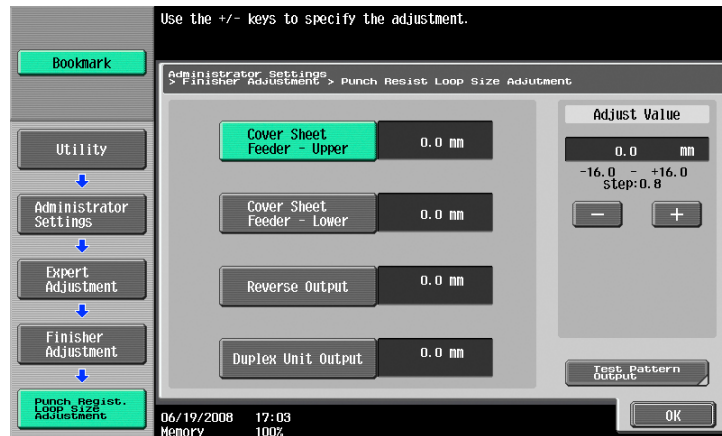 Use the +/- keys to specify the adjustment.
Bookmark
Administrator Settings
> Finisher Adjustment > Punch Resist Loop Size Adjutment
Utility
Administrator
Settings
Expert
Adjustment
Finisher
Adjustment
Punch Regist.
Loop Size
Adjustment
Cover Sheet
Feeder - Upper
0.0 mm
Cover Sheet
Feeder - Lower
0.0 mm
Reverse Output
0.0 mm
Duplex Unit Output
0.0 mm
Adjust Value
0.0 mm
-16.0 - +16.0
step:0.8
- +
Test Pattern
Output
06/19/2008 17:03
Memory 100%
OK